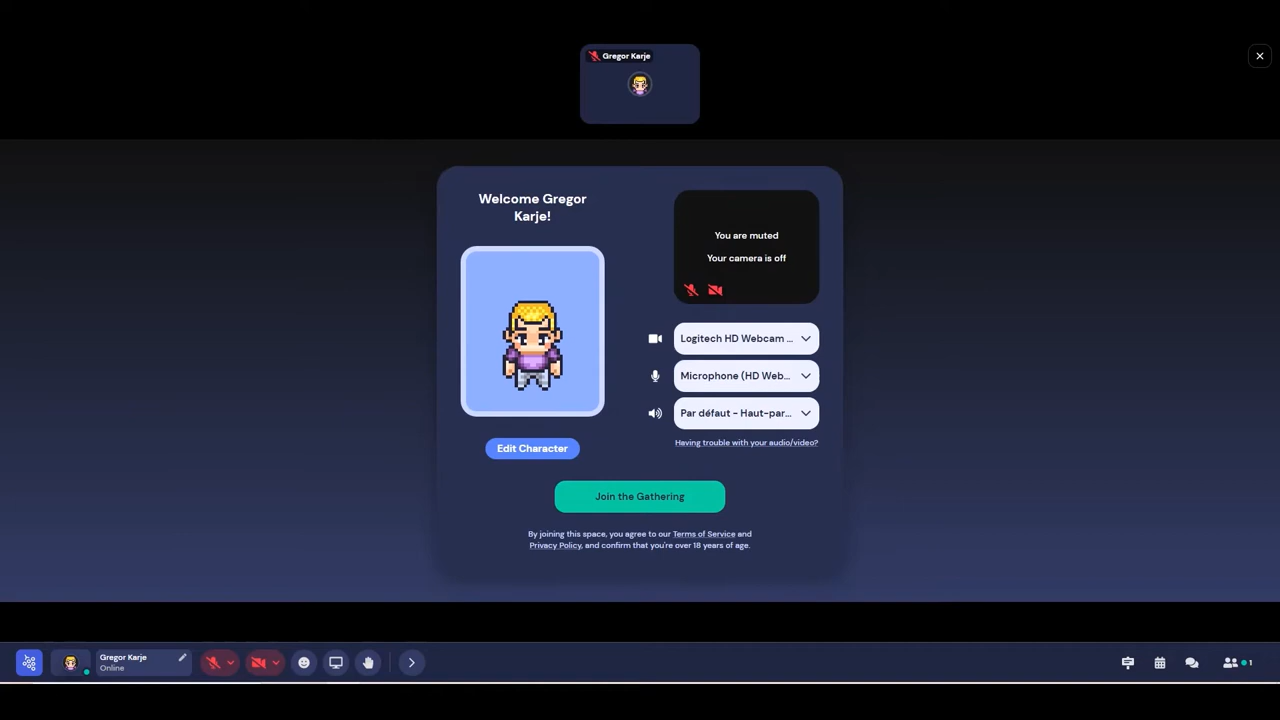 Gregor Karje
Welcome Gregor
Karje!
You are muted
Your camera is off
Logitech HD Webcam ...
Microphone (HD Web...
Par défaut - Haut-par...
Having trouble with your audio/video?
Edit Character
Join the Gathering
By joining this space, you agree to our Terms of Service and
Privacy Policy, and confirm that you're over 18 years of age.
Gregor Karje
Online
1